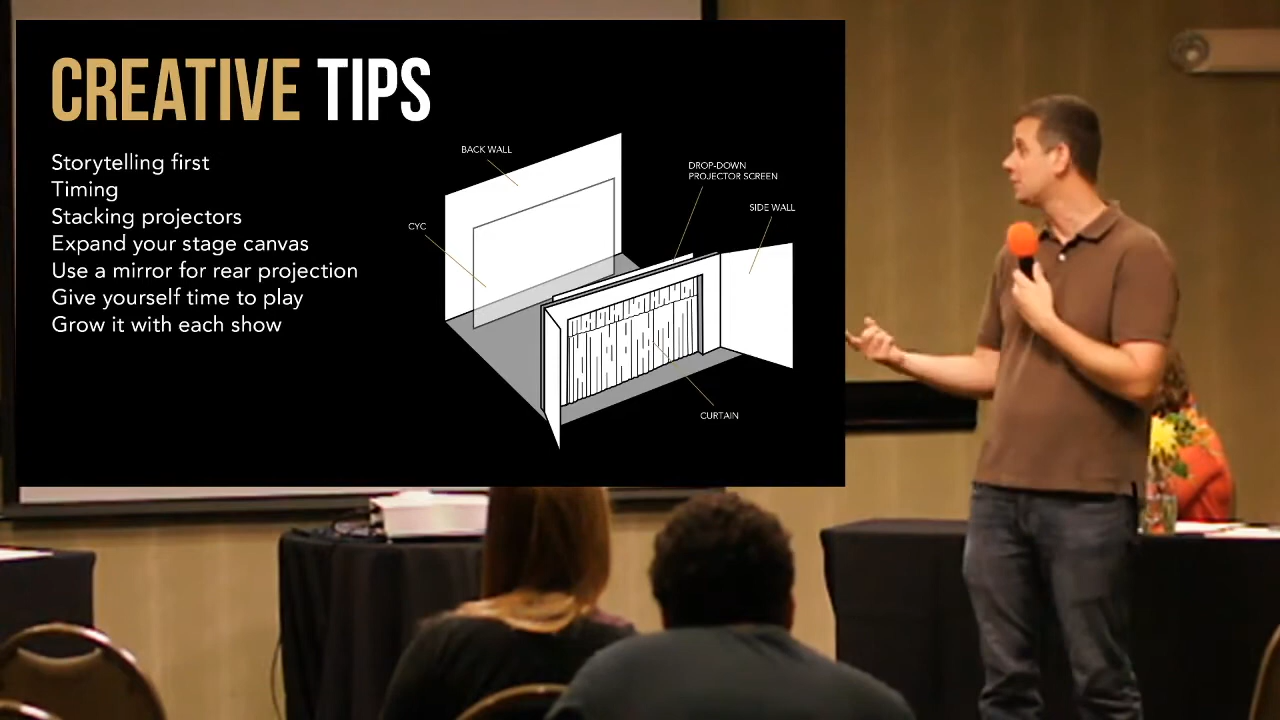 CREATIVE TIPS
Storytelling first
Timing
Stacking projectors
Expand your stage canvas
Use a mirror for rear projection
Give yourself time to play
Grow it with each show
BACK WALL
DROP-DOWN
PROJECTOR SCREEN
SIDE WALL
CYC
CURTAIN